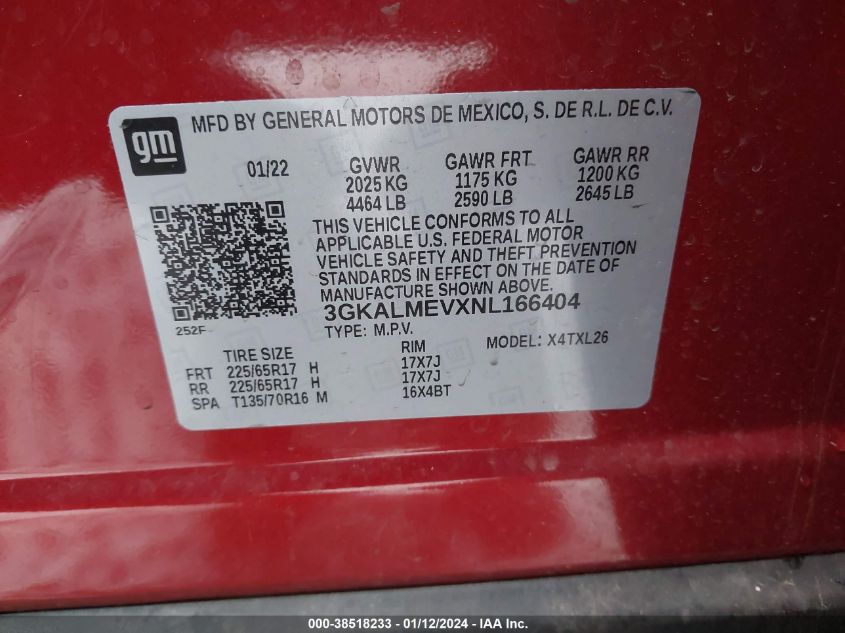 gm MFD BY GENERAL MOTORS DE MEXICO, S. DE R.L. DE C.V.
01/22 GVWR GAWR FRT GAWR RR
2025 KG 1175 KG 1200 KG
4464 LB 2590 LB 2645 LB
THIS VEHICLE CONFORMS TO ALL
APPLICABLE U.S. FEDERAL MOTOR
VEHICLE SAFETY AND THEFT PREVENTION
STANDARDS IN EFFECT ON THE DATE OF
MANUFACTURE SHOWN ABOVE.
252F 3GKALMEVXNL166404
TYPE: M.P.V. MODEL: X4TXL26
TIRE SIZE RIM
FRT 225/65R17 H 17X7J
RR 225/65R17 H 17X7J
SPA T135/70R16 M 16X4BT
000-38518233 - 01/12/2024 - IAA Inc.